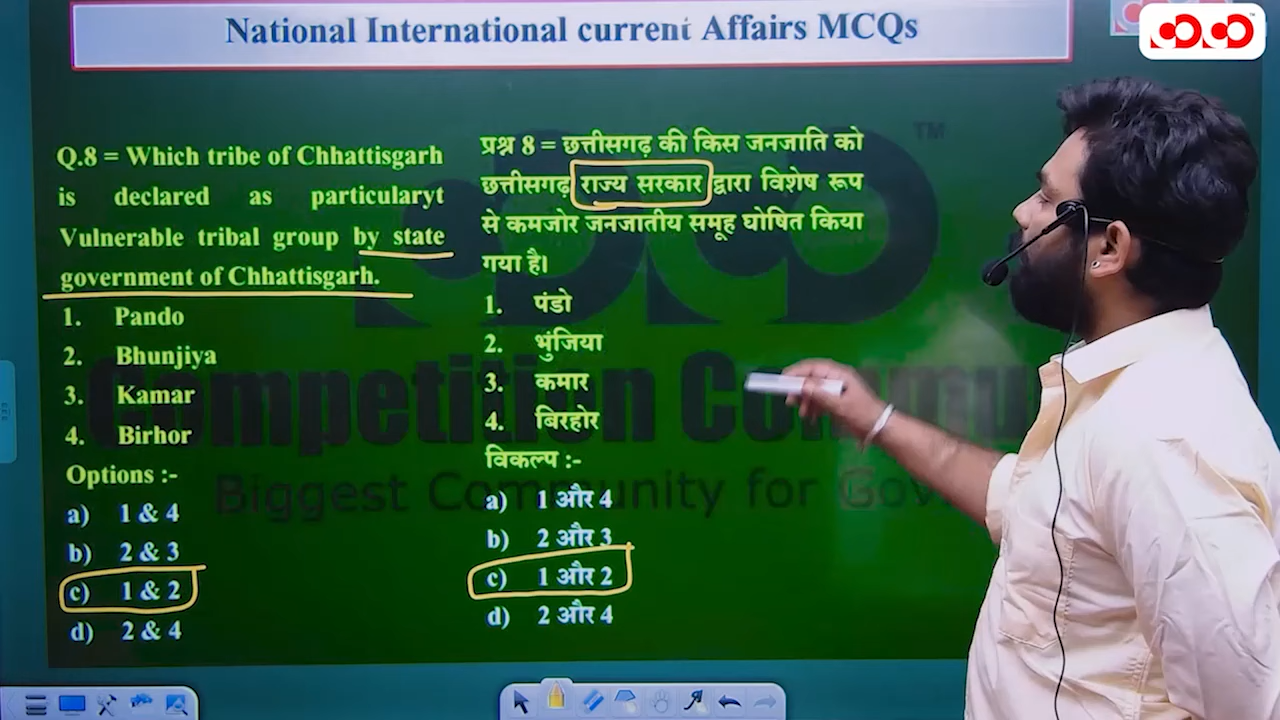 National International current Affairs MCQs
Q.8 = Which tribe of Chhattisgarh
is declared as particularyt
Vulnerable tribal group by state
government of Chhattisgarh.
1. Pando
2. Bhunjiya
3. Kamar
4. Birhor
Options :-
a) 1 & 4
b) 2 & 3
c) 1 & 2
d) 2 & 4
प्रश्न 8 = छत्तीसगढ़ की किस जनजाति को
छत्तीसगढ़ राज्य सरकार द्वारा विशेष रूप
से कमजोर जनजातीय समूह घोषित किया
गया है।
1. पंडो
2. भुंजिया
3. कमार
4. बिरहोर
विकल्प :-
a) 1 और 4
b) 2 और 3
c) 1 और 2
d) 2 और 4
TM
Competition Commu
Biggest Community for Gov